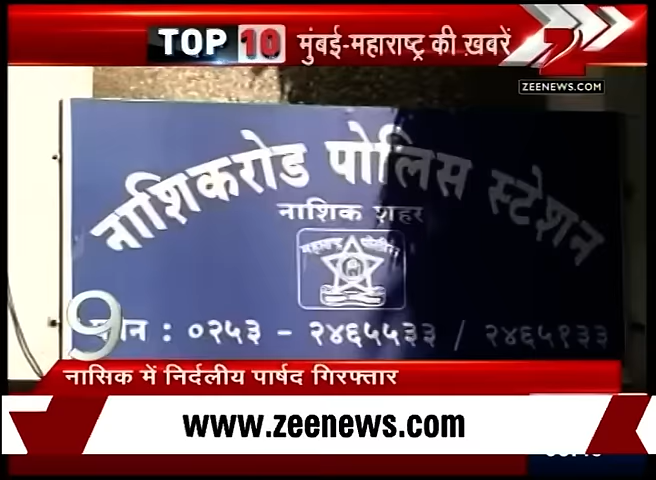 TOP 10 मुंबई-महाराष्ट्र की ख़बरें
ZEENEWS.COM
नाशिकरोड पोलिस स्टेशन
नाशिक शहर
महाराष्ट्र पोलिस
फोन : ०२५३ - २४६५५३३ / २४६५१३३
9
नासिक में निर्दलीय पार्षद गिरफ्तार
www.zeenews.com